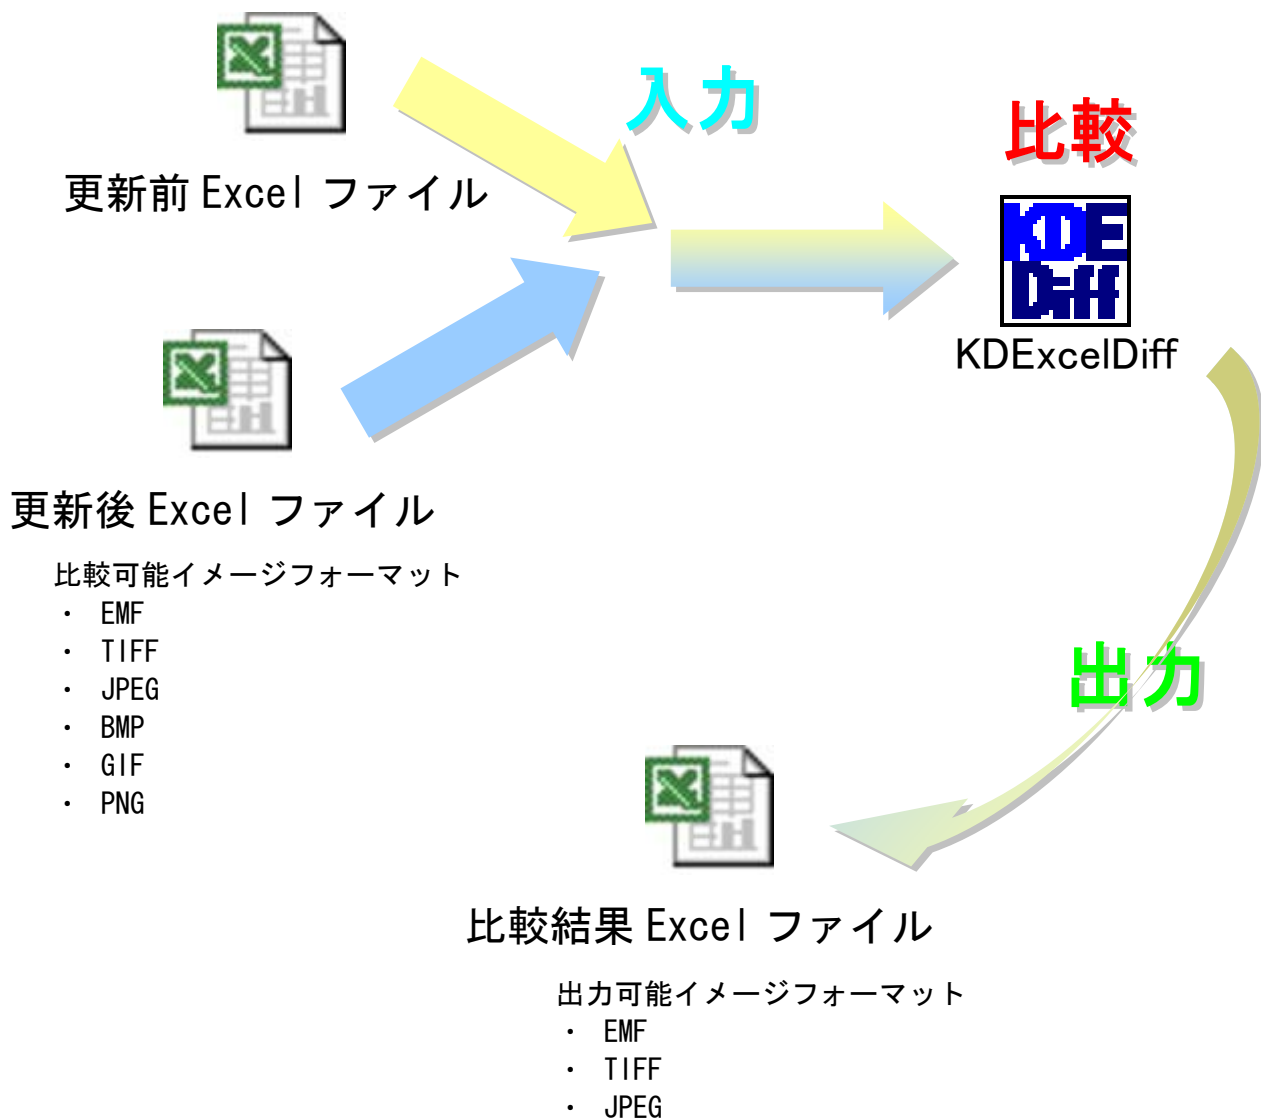 入力
比較
更新前 Excel ファイル
KDE
Diff
KDExcelDiff
更新後 Excel ファイル
比較可能イメージフォーマット
・ EMF
・ TIFF
・ JPEG
・ BMP
・ GIF
・ PNG
出力
比較結果 Excel ファイル
出力可能イメージフォーマット
・ EMF
・ TIFF
・ JPEG